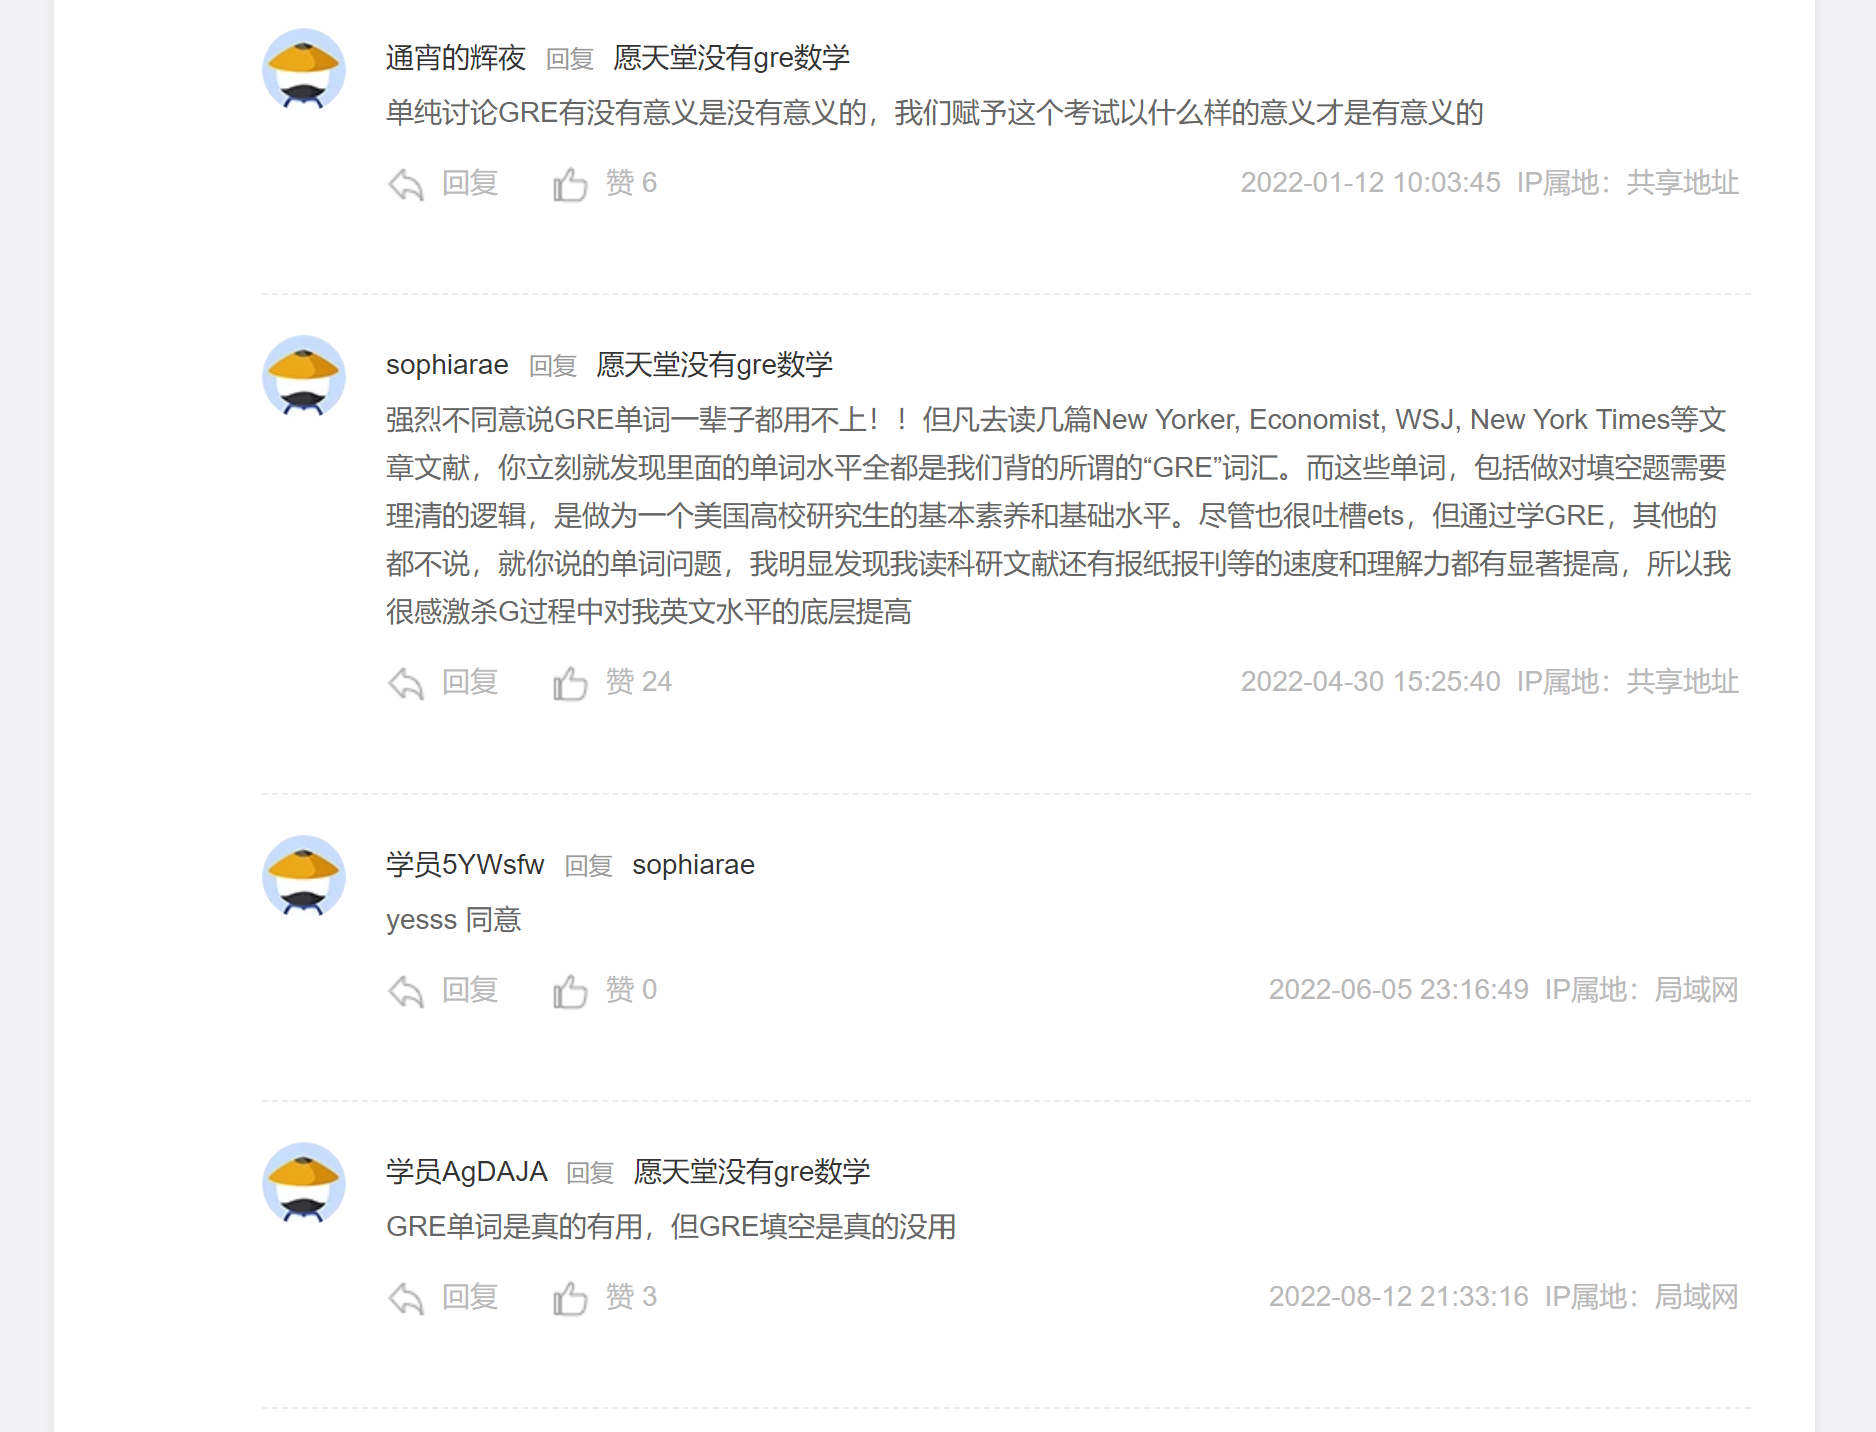 通宵的辉夜 回复 愿天堂没有gre数学
单纯讨论GRE有没有意义是没有意义的，我们赋予这个考试以什么样的意义才是有意义的
回复 赞 6 2022-01-12 10:03:45 IP属地：共享地址
sophiarae 回复 愿天堂没有gre数学
强烈不同意说GRE单词一辈子都用不上！！但凡去读几篇New Yorker, Economist, WSJ, New York Times等文
章文献，你立刻就发现里面的单词水平全都是我们背的所谓的“GRE”词汇。而这些单词，包括做对填空题需要
理清的逻辑，是做为一个美国高校研究生的基本素养和基础水平。尽管也很吐槽ets，但通过学GRE，其他的
都不说，就你说的单词问题，我明显发现我读科研文献还有报纸报刊等的速度和理解力都有显著提高，所以我
很感激杀G过程中对我英文水平的底层提高
回复 赞 24 2022-04-30 15:25:40 IP属地：共享地址
学员5YWsfw 回复 sophiarae
yesss 同意
回复 赞 0 2022-06-05 23:16:49 IP属地：局域网
学员AgDAJA 回复 愿天堂没有gre数学
GRE单词是真的有用，但GRE填空是真的没用
回复 赞 3 2022-08-12 21:33:16 IP属地：局域网